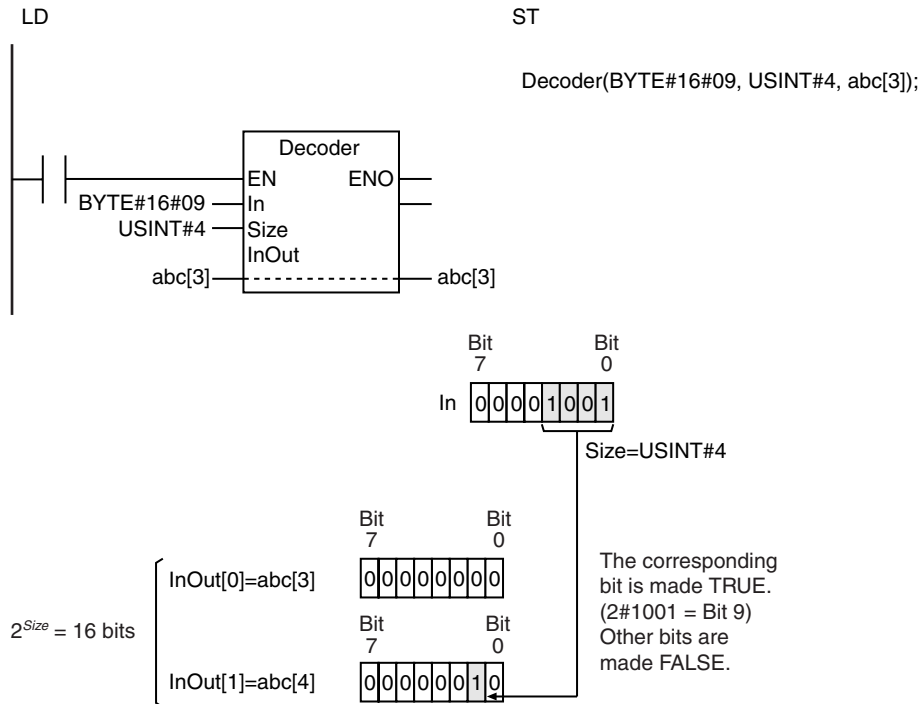 LD
ST
Decoder(BYTE#16#09, USINT#4, abc[3]);
Decoder
EN ENO
BYTE#16#09 In
USINT#4 Size
InOut
abc[3] abc[3]
Bit Bit
7 0
In 0 0 0 0 1 0 0 1
Size=USINT#4
Bit Bit
7 0
InOut[0]=abc[3] 0 0 0 0 0 0 0 0
2^Size = 16 bits
Bit Bit
7 0
InOut[1]=abc[4] 0 0 0 0 0 0 1 0
The corresponding
bit is made TRUE.
(2#1001 = Bit 9)
Other bits are
made FALSE.